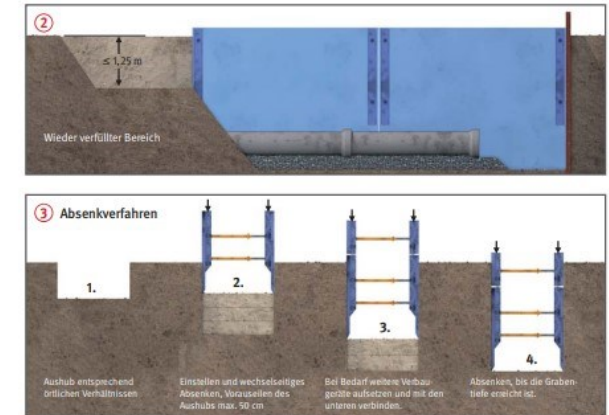 2
≤ 1,25 m
Wieder verfüllter Bereich
3 Absenkverfahren
1.
2.
3.
4.
Aushub entsprechend
örtlichen Verhältnissen
Einstellen und wechselseitiges
Absenken, Vorauseilen des
Aushubs max. 50 cm
Bei Bedarf weitere Verbau-
geräte aufsetzen und mit den
unteren verbinden.
Absenken, bis die Graben-
tiefe erreicht ist.